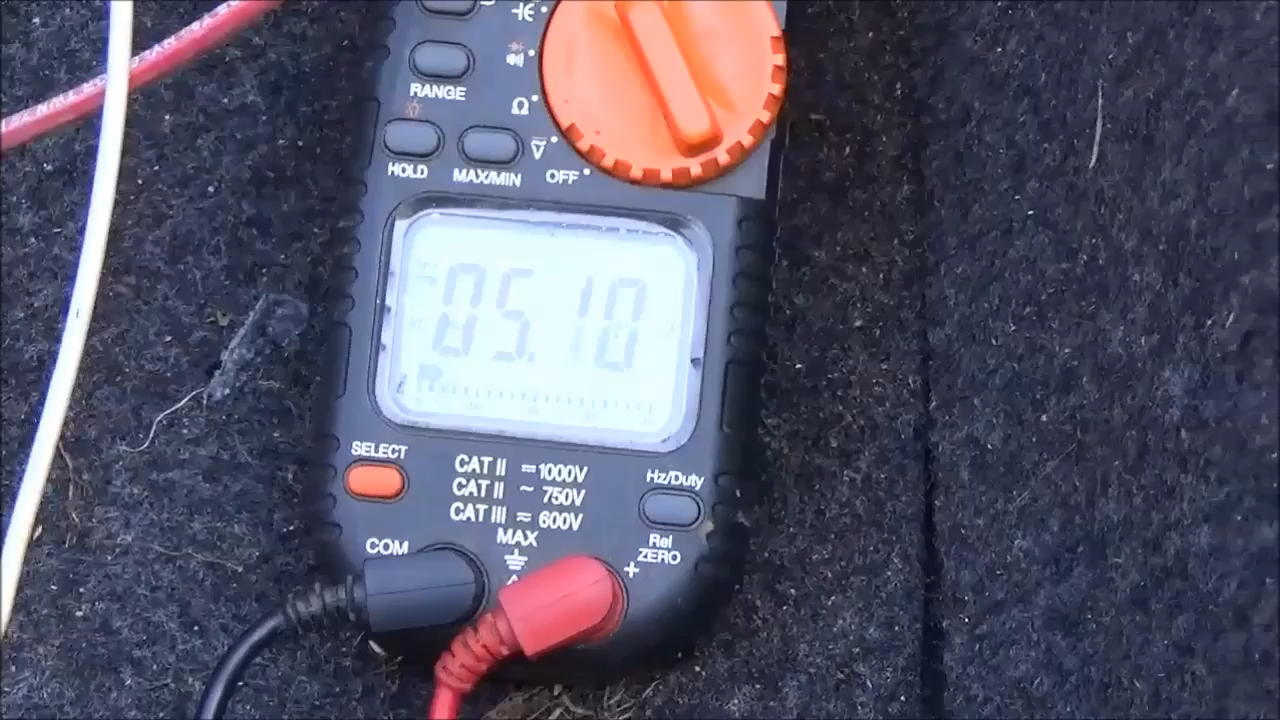 RANGE
Ω
HOLD
MAX/MIN
V
OFF
85.10
SELECT
CAT II ⎓ 1000V
CAT II ~ 750V
CAT III ≂ 600V
MAX
Hz/Duty
Rel
ZERO
COM
+